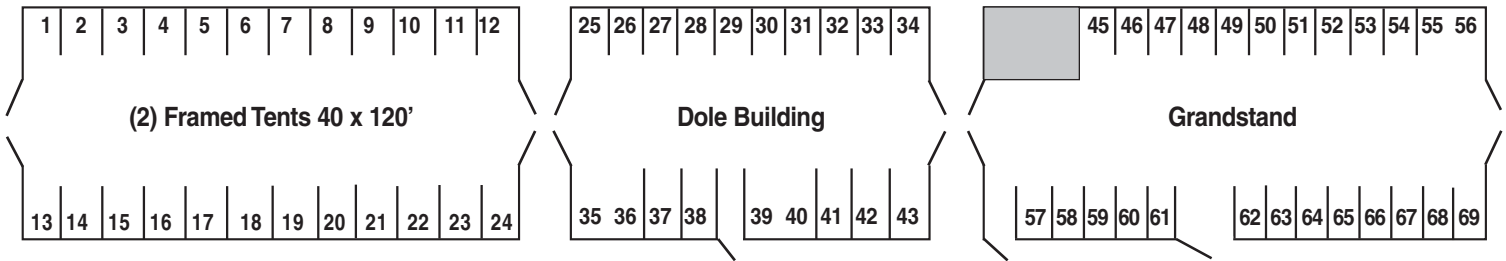 1 2 3 4 5 6 7 8 9 10 11 12
25 26 27 28 29 30 31 32 33 34
45 46 47 48 49 50 51 52 53 54 55 56
(2) Framed Tents 40 x 120’
Dole Building
Grandstand
13 14 15 16 17 18 19 20 21 22 23 24
35 36 37 38 39 40 41 42 43
57 58 59 60 61 62 63 64 65 66 67 68 69